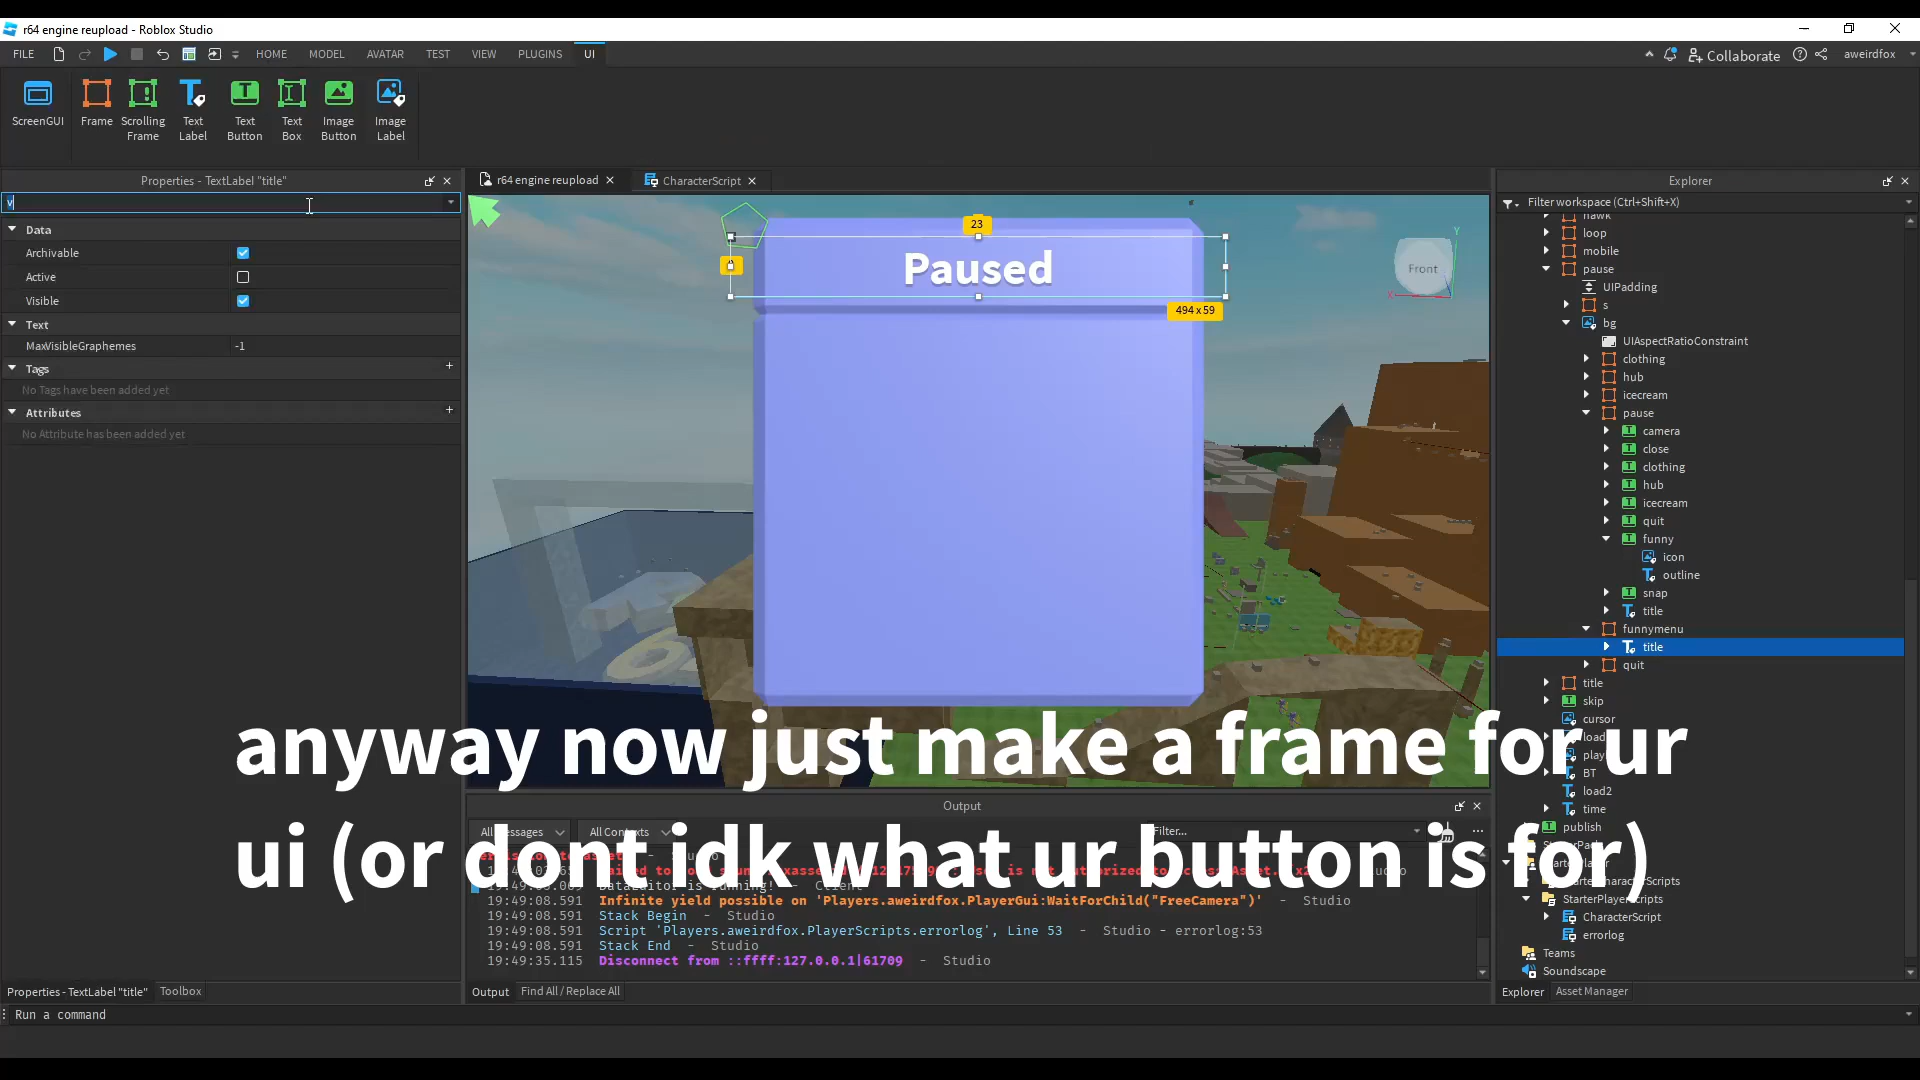 r64 engine reupload - Roblox Studio
FILE HOME MODEL AVATAR TEST VIEW PLUGINS UI Collaborate aweirdfox
ScreenGUI Frame Scrolling Frame Text Label Text Button Text Box Image Button Image Label
Properties - TextLabel "title"
v
Data
Archivable
Active
Visible
Text
MaxVisibleGraphemes -1
Tags
No Tags have been added yet
Attributes
No Attribute has been added yet
Properties - TextLabel "title" Toolbox
r64 engine reupload CharacterScript
23
Paused
494 x 59
Front
Y
X
anyway now just make a frame for ur
ui (or dont idk what ur button is for)
Output
All Messages All Contexts Filter...
19:49:08.591 Infinite yield possible on 'Players.aweirdfox.PlayerGui:WaitForChild("FreeCamera")' - Studio
19:49:08.591 Stack Begin - Studio
19:49:08.591 Script 'Players.aweirdfox.PlayerScripts.errorlog', Line 53 - Studio - errorlog:53
19:49:08.591 Stack End - Studio
19:49:35.115 Disconnect from ::ffff:127.0.0.1|61709 - Studio
Output Find All / Replace All
Explorer
Filter workspace (Ctrl+Shift+X)
hawk
loop
mobile
pause
UIPadding
s
bg
UIAspectRatioConstraint
clothing
hub
icecream
pause
camera
close
clothing
hub
icecream
quit
funny
icon
outline
snap
title
funnymenu
title
quit
title
skip
cursor
BT
load2
time
publish
StarterPlayerScripts
CharacterScript
errorlog
Teams
Soundscape
Explorer Asset Manager
Run a command